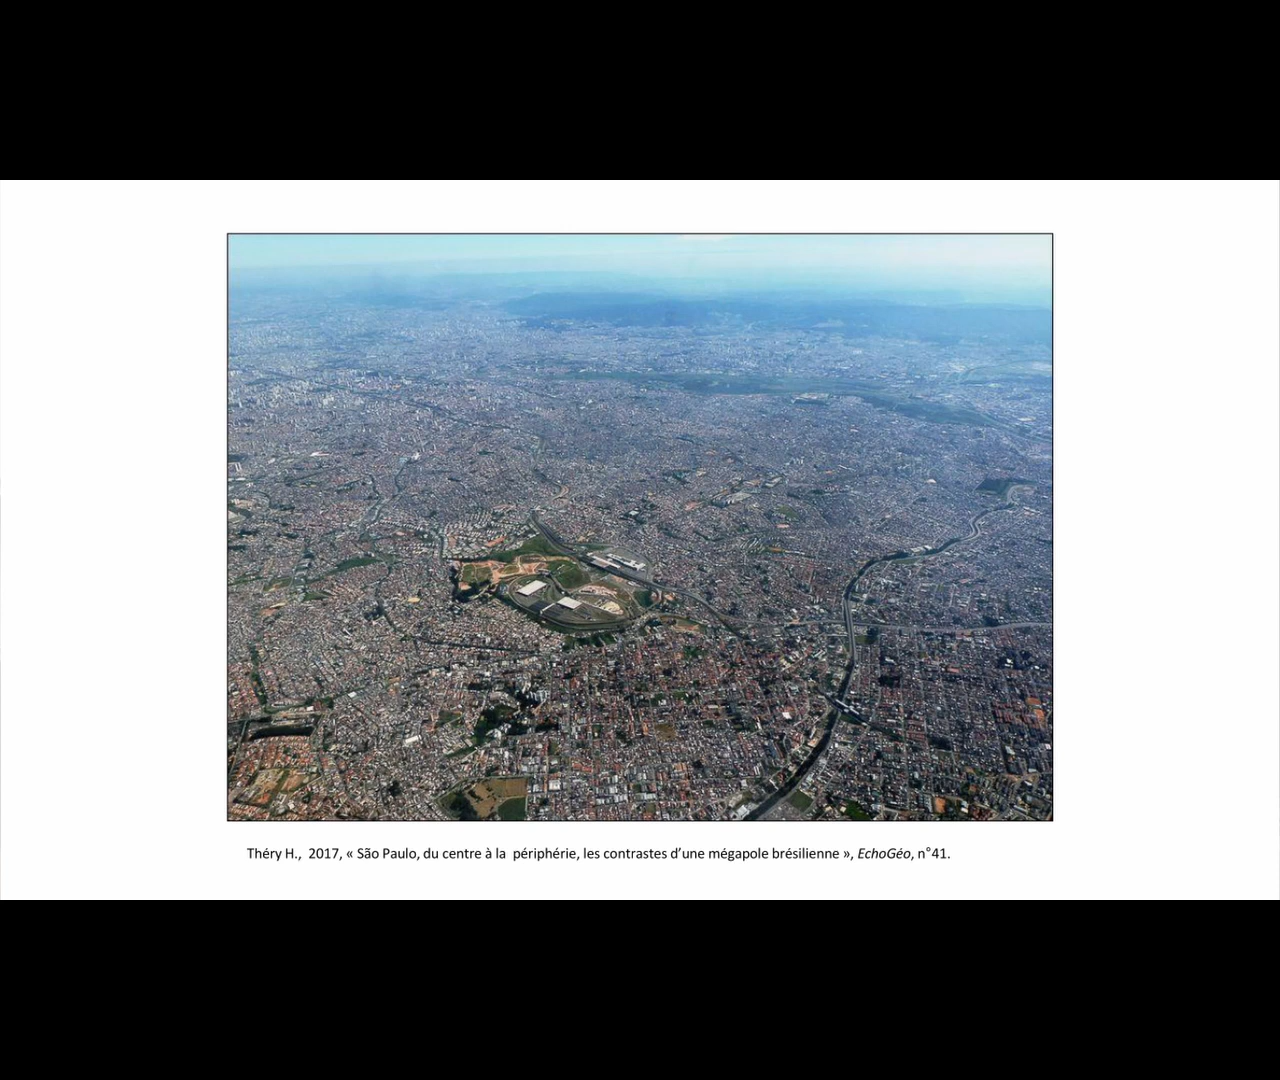 Théry H., 2017, « São Paulo, du centre à la périphérie, les contrastes d’une mégapole brésilienne », EchoGéo, n°41.